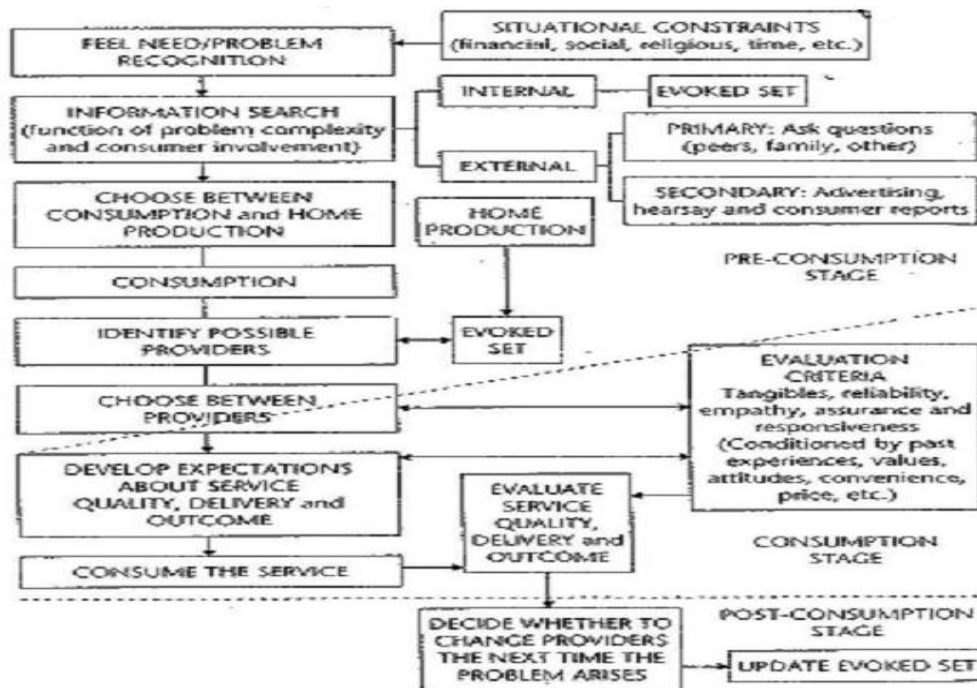 SITUATIONAL CONSTRAINTS
(financial, social, religious, time, etc.)
FEEL NEED/PROBLEM
RECOGNITION
INFORMATION SEARCH
(function of problem complexity
and consumer involvement)
INTERNAL
EVOKED SET
EXTERNAL
PRIMARY: Ask questions
(peers, family, other)
SECONDARY: Advertising,
hearsay and consumer reports
CHOOSE BETWEEN
CONSUMPTION and HOME
PRODUCTION
HOME
PRODUCTION
PRE-CONSUMPTION
STAGE
CONSUMPTION
IDENTIFY POSSIBLE
PROVIDERS
EVOKED
SET
CHOOSE BETWEEN
PROVIDERS
EVALUATION
CRITERIA
Tangibles, reliability,
empathy, assurance and
responsiveness
(Conditioned by past
experiences, values,
attitudes, convenience,
price, etc.)
DEVELOP EXPECTATIONS
ABOUT SERVICE
QUALITY, DELIVERY and
OUTCOME
EVALUATE
SERVICE
QUALITY,
DELIVERY and
OUTCOME
CONSUMPTION
STAGE
CONSUME THE SERVICE
DECIDE WHETHER TO
CHANGE PROVIDERS
THE NEXT TIME THE
PROBLEM ARISES
POST-CONSUMPTION
STAGE
UPDATE EVOKED SET